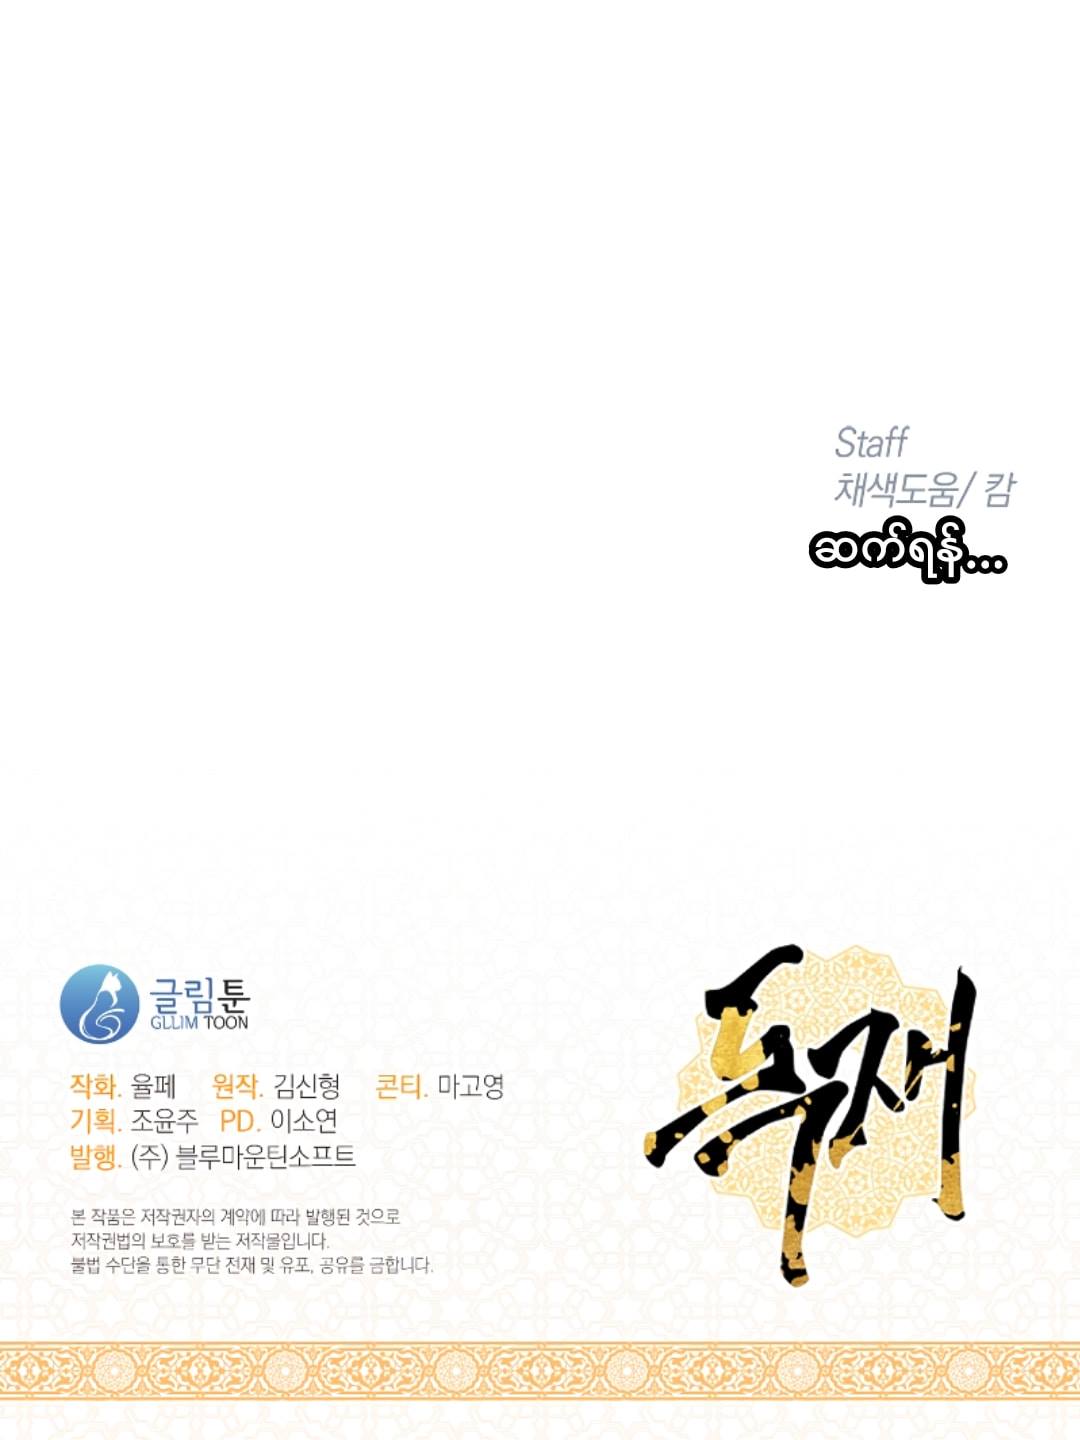 Staff
채색도움/ 캄
ဆက်ရန်...
글림툰
GLLIM TOON
작화. 율페 원작. 김신형 콘티. 마고영
기획. 조윤주 PD. 이소연
발행. (주) 블루마운틴소프트
본 작품은 저작권자의 계약에 따라 발행된 것으로
저작권법의 보호를 받는 저작물입니다.
불법 수단을 통한 무단 전재 및 유포, 공유를 금합니다.
투재